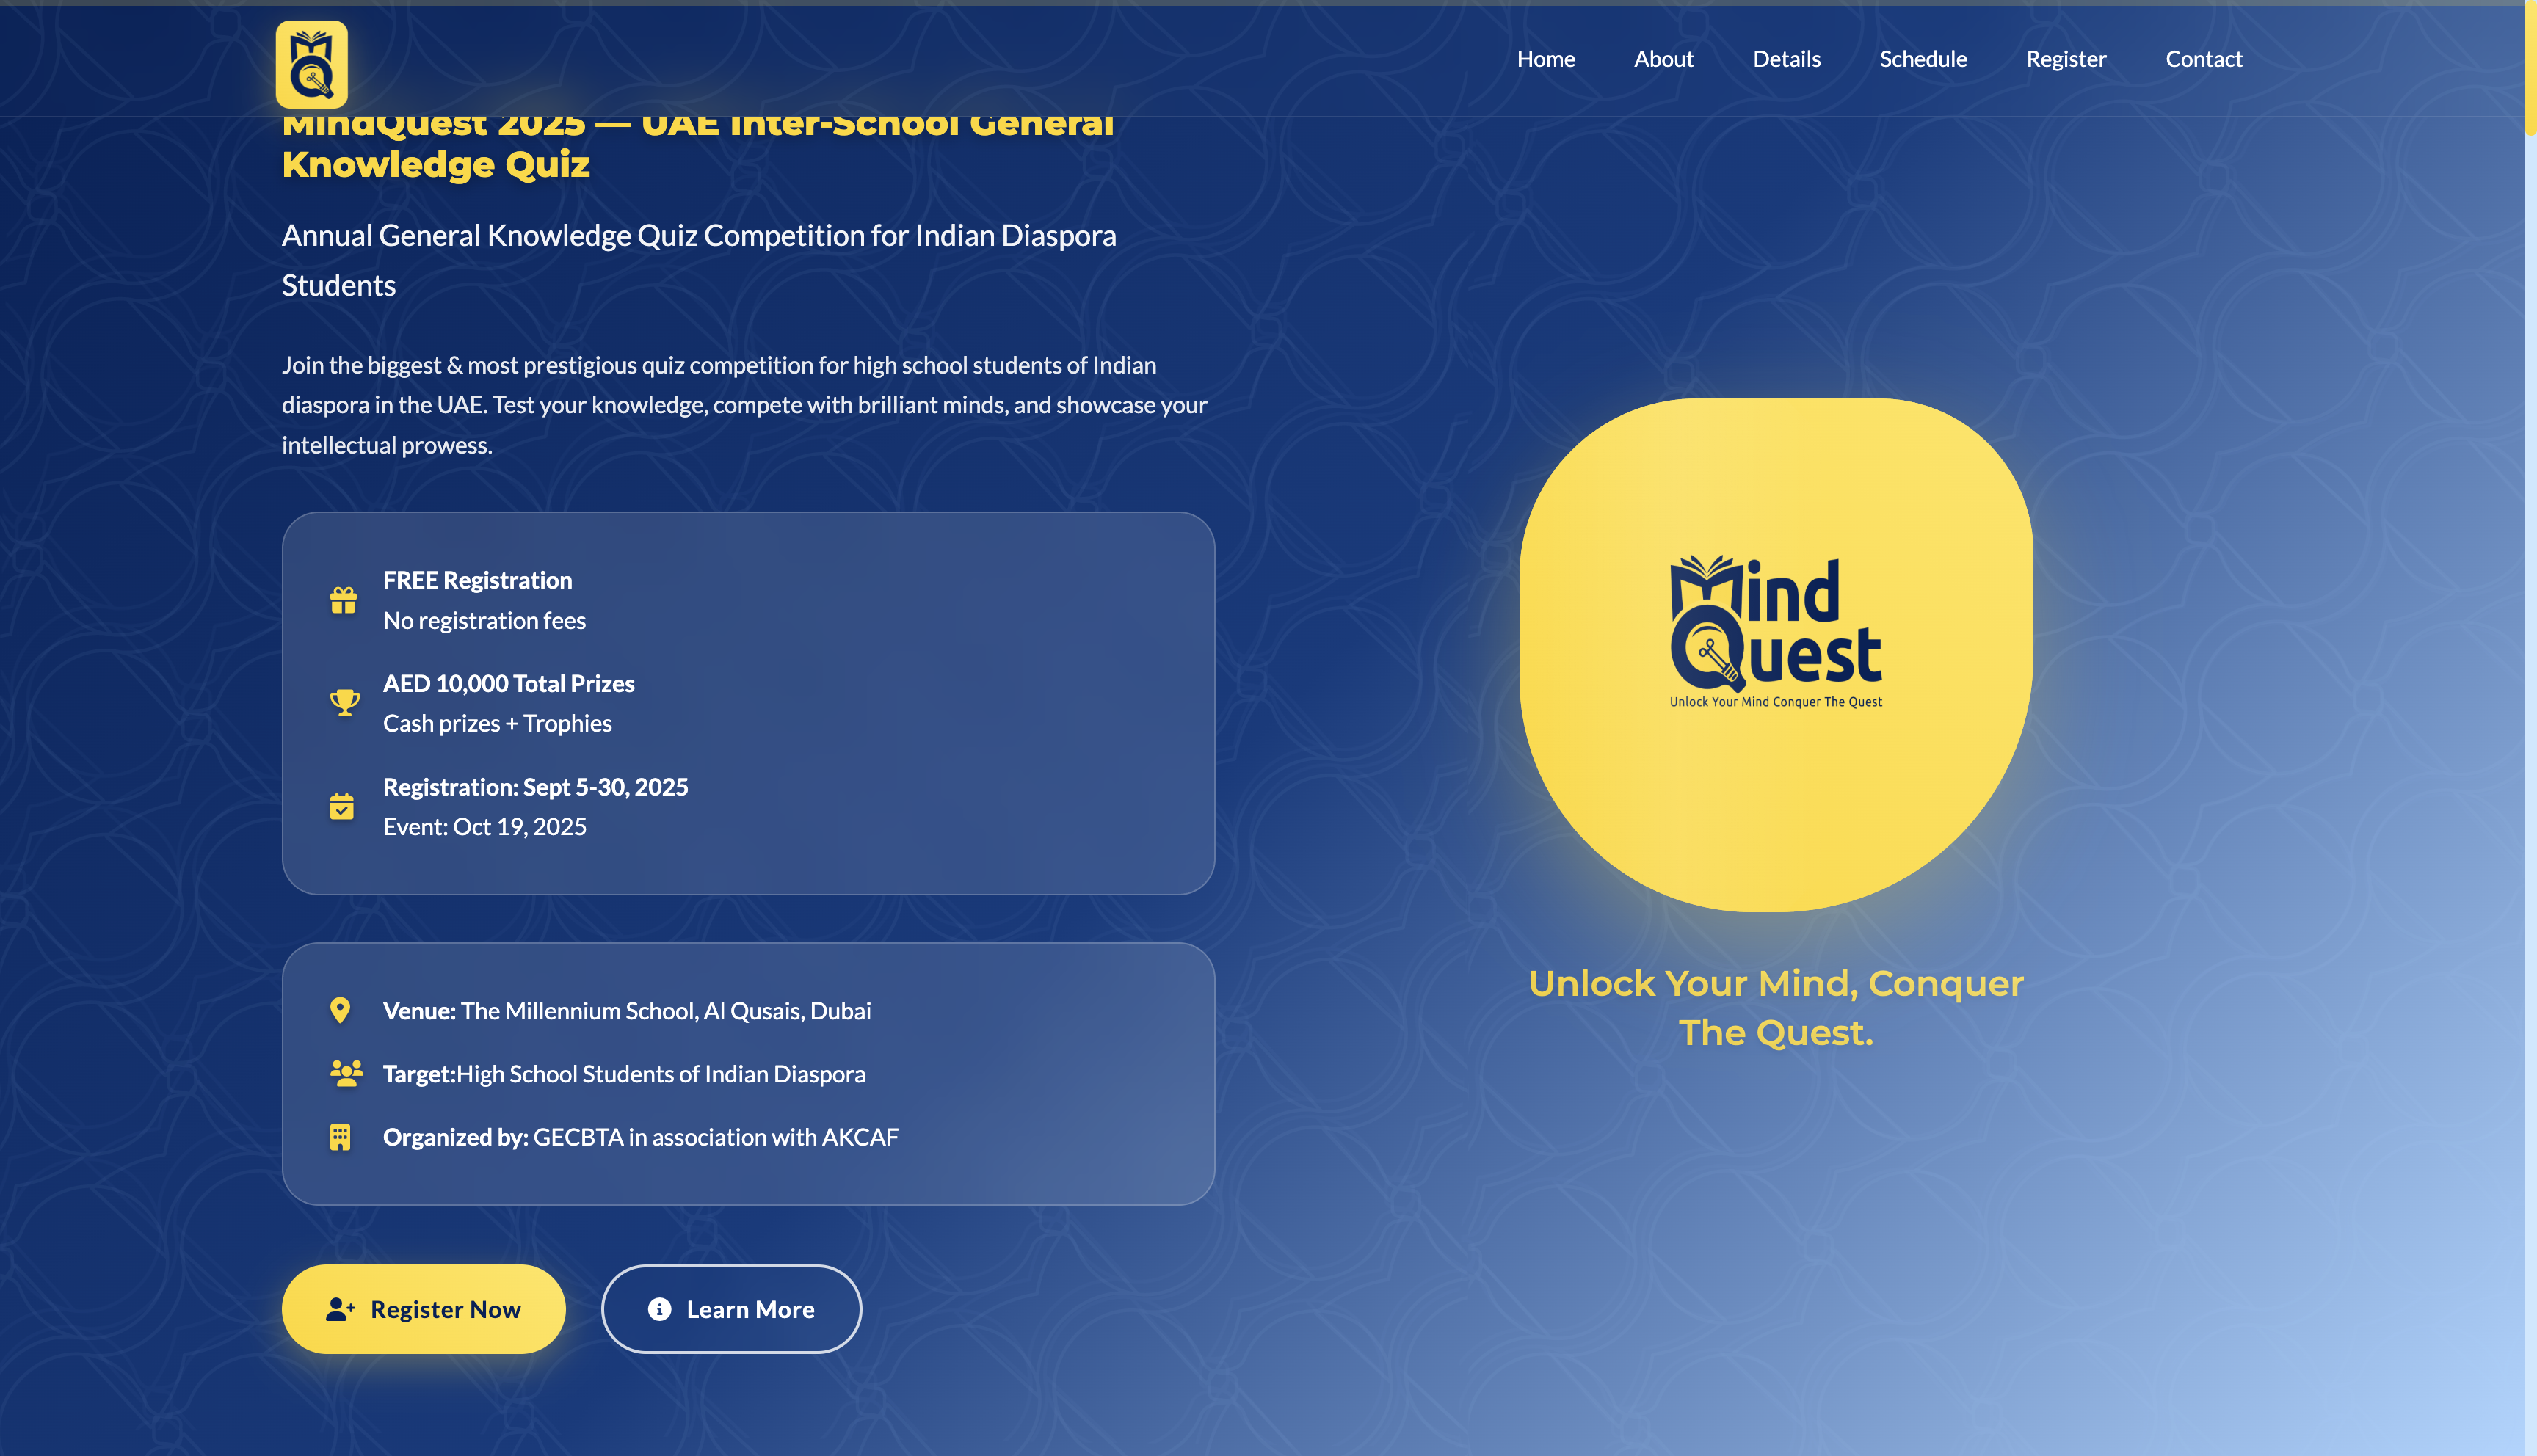 Home About Details Schedule Register Contact
MindQuest 2025 — UAE Inter-School General
Knowledge Quiz
Annual General Knowledge Quiz Competition for Indian Diaspora
Students
Join the biggest & most prestigious quiz competition for high school students of Indian
diaspora in the UAE. Test your knowledge, compete with brilliant minds, and showcase your
intellectual prowess.
FREE Registration
No registration fees
AED 10,000 Total Prizes
Cash prizes + Trophies
Registration: Sept 5-30, 2025
Event: Oct 19, 2025
Venue: The Millennium School, Al Qusais, Dubai
Target:High School Students of Indian Diaspora
Organized by: GECBTA in association with AKCAF
Register Now
Learn More
Mind
Quest
Unlock Your Mind Conquer The Quest
Unlock Your Mind, Conquer
The Quest.